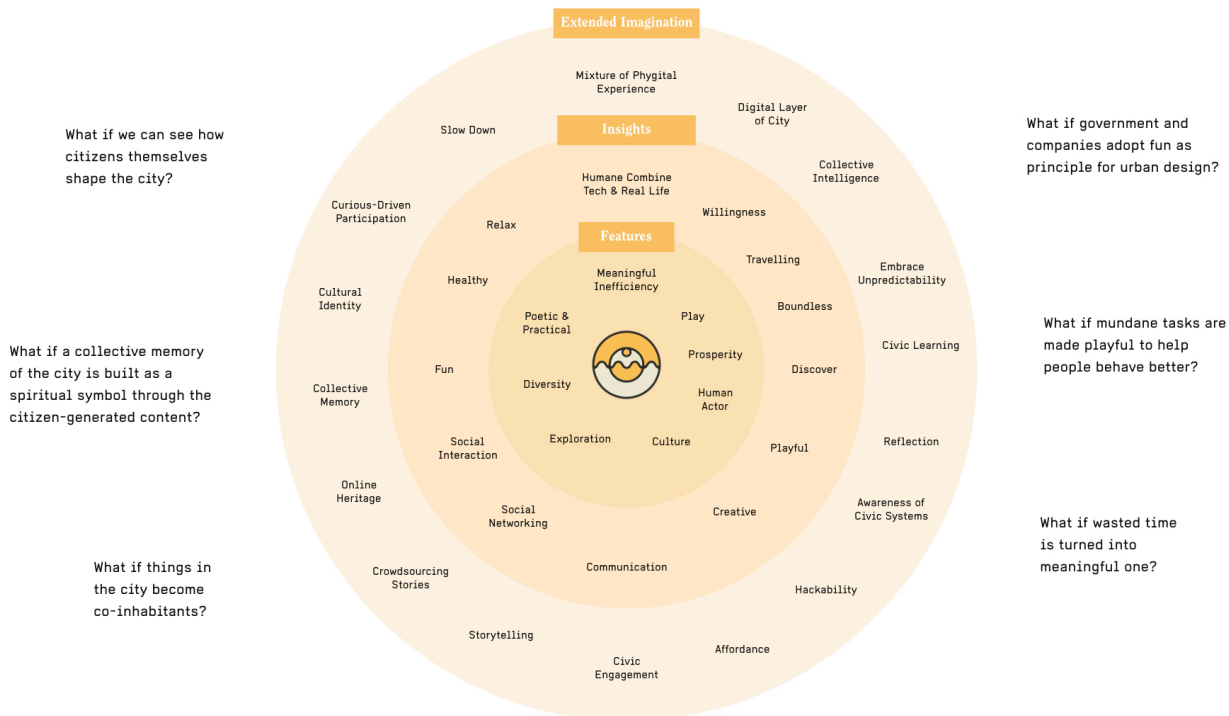 Extended Imagination
Mixture of Phygital
Experience
Digital Layer
of City
Slow Down
Insights
Collective
Intelligence
Humane Combine
Tech & Real Life
Curious-Driven
Participation
Willingness
Relax
Features
Travelling
Embrace
Unpredictability
Meaningful
Inefficiency
Healthy
Cultural
Identity
Boundless
Poetic &
Practical
Play
Civic Learning
Prosperity
Fun
Discover
Diversity
Collective
Memory
Human
Actor
Exploration
Culture
Reflection
Social
Interaction
Playful
Online
Heritage
Awareness of
Civic Systems
Social
Networking
Creative
Communication
Crowdsourcing
Stories
Hackability
Storytelling
Affordance
Civic
Engagement
What if we can see how
citizens themselves
shape the city?
What if a collective memory
of the city is built as a
spiritual symbol through the
citizen-generated content?
What if things in
the city become
co-inhabitants?
What if government and
companies adopt fun as
principle for urban design?
What if mundane tasks are
made playful to help
people behave better?
What if wasted time
is turned into
meaningful one?